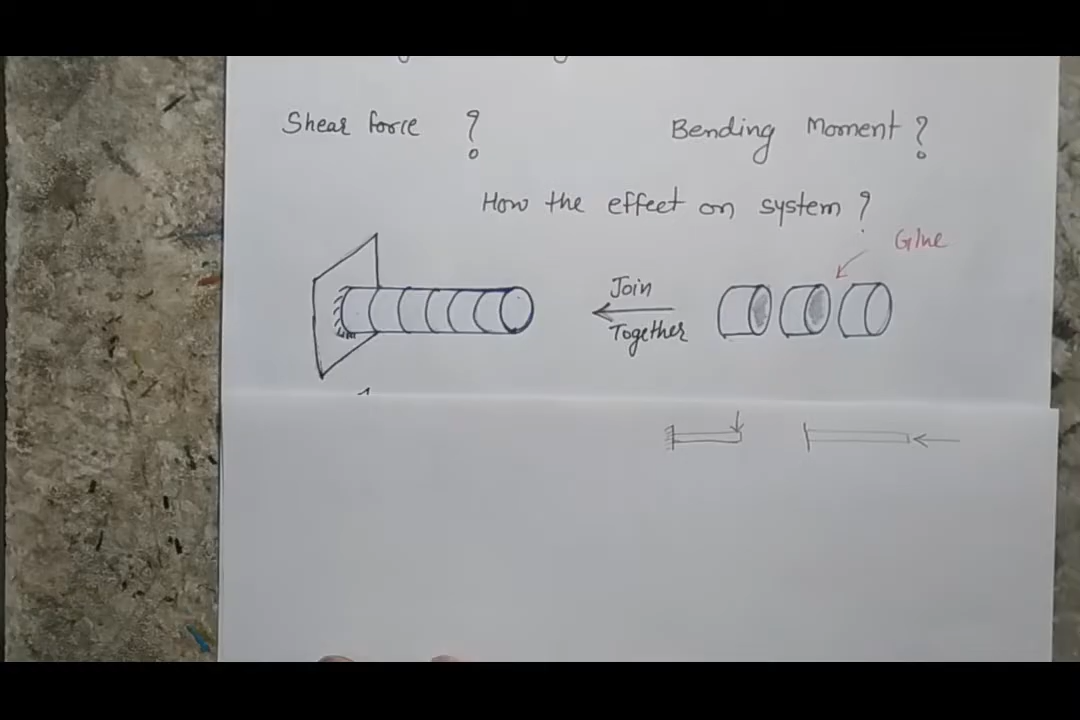 Shear force ?
Bending Moment ?
How the effect on system ?
Glue
Join
Together